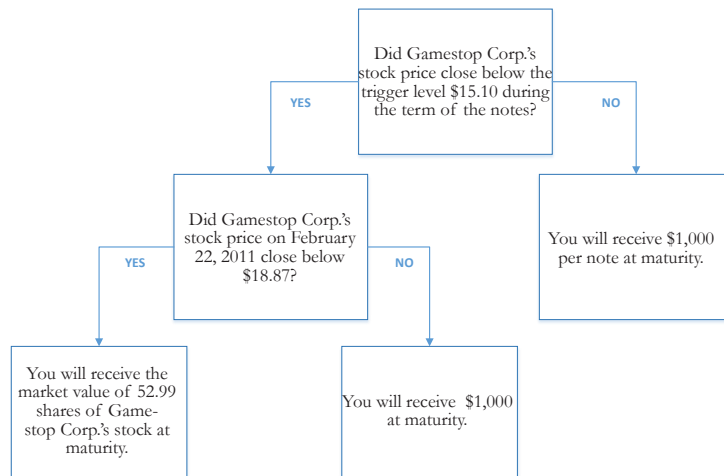 Did Gamestop Corp.'s
stock price close below the
trigger level $15.10 during
the term of the notes?
YES
NO
Did Gamestop Corp.'s
stock price on February
22, 2011 close below
$18.87?
You will receive $1,000
per note at maturity.
YES
NO
You will receive the
market value of 52.99
shares of Game-
stop Corp.'s stock at
maturity.
You will receive $1,000
at maturity.